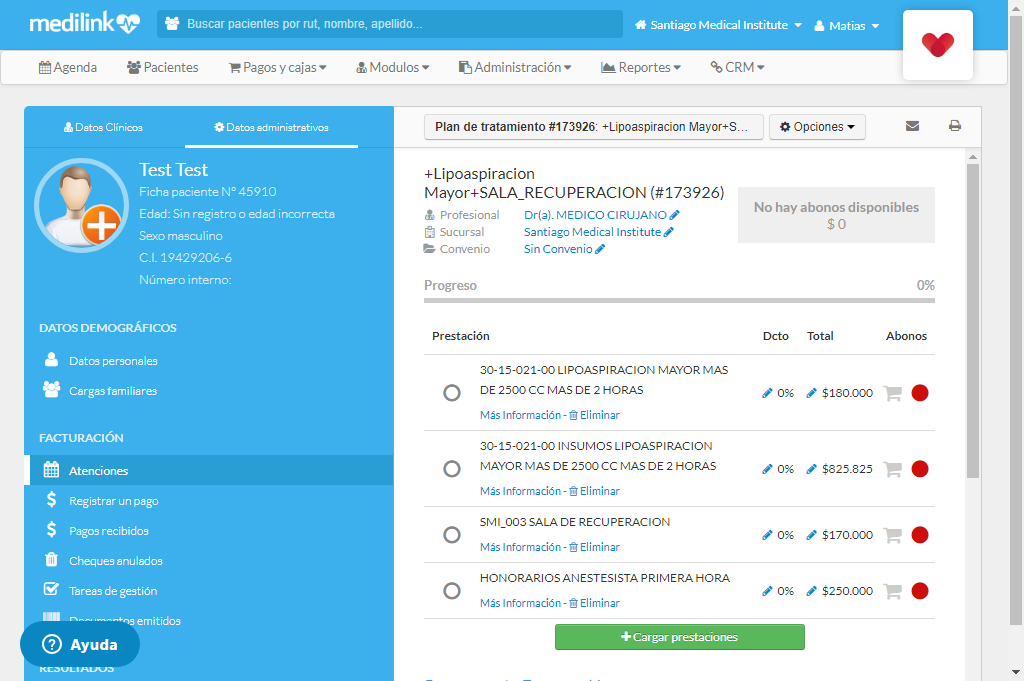 medilink
Buscar pacientes por rut, nombre, apellido...
Santiago Medical Institute
Matias
Agenda
Pacientes
Pagos y cajas
Modulos
Administración
Reportes
CRM
Datos Clínicos
Datos administrativos
Test Test
Ficha paciente N° 45910
Edad: Sin registro o edad incorrecta
Sexo masculino
C.I. 19429206-6
Número interno:
DATOS DEMOGRÁFICOS
Datos personales
Cargas familiares
FACTURACIÓN
Atenciones
Registrar un pago
Pagos recibidos
Cheques anulados
Tareas de gestión
Documentos emitidos
RESULTADOS
Ayuda
Plan de tratamiento #173926: +Lipoaspiracion Mayor+S...
Opciones
+Lipoaspiracion
Mayor+SALA_RECUPERACION (#173926)
Profesional Dr(a). MEDICO CIRUJANO
Sucursal Santiago Medical Institute
Convenio Sin Convenio
No hay abonos disponibles
$ 0
Progreso 0%
Prestación Dcto Total Abonos
30-15-021-00 LIPOASPIRACION MAYOR MAS
DE 2500 CC MAS DE 2 HORAS
0% $180.000
Más Información - Eliminar
30-15-021-00 INSUMOS LIPOASPIRACION
MAYOR MAS DE 2500 CC MAS DE 2 HORAS
0% $825.825
Más Información - Eliminar
SMI_003 SALA DE RECUPERACION
0% $170.000
Más Información - Eliminar
HONORARIOS ANESTESISTA PRIMERA HORA
0% $250.000
Más Información - Eliminar
+Cargar prestaciones